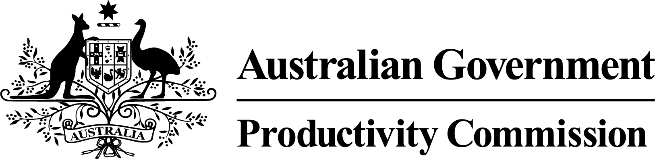 Australian Government
Productivity Commission
AUSTRALIA